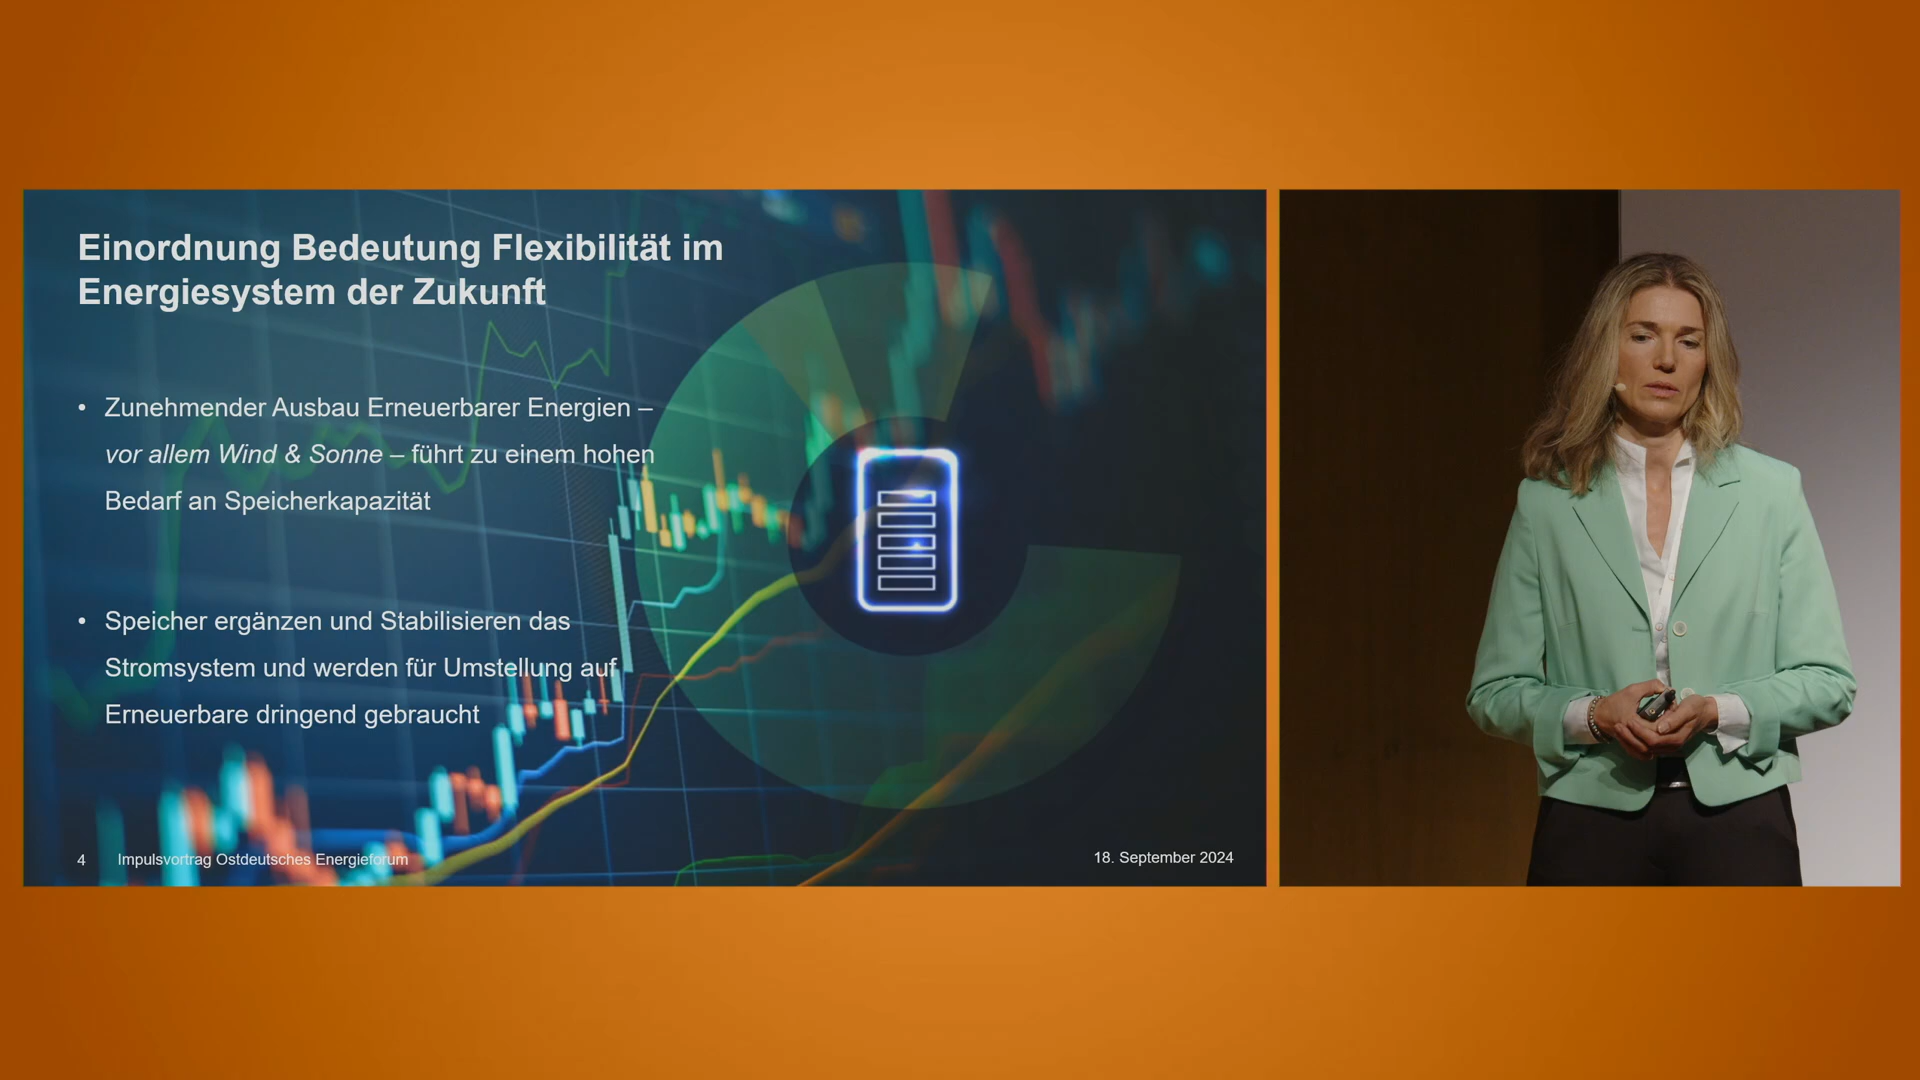 Einordnung Bedeutung Flexibilität im
Energiesystem der Zukunft
• Zunehmender Ausbau Erneuerbarer Energien –
vor allem Wind & Sonne – führt zu einem hohen
Bedarf an Speicherkapazität
• Speicher ergänzen und Stabilisieren das
Stromsystem und werden für Umstellung auf
Erneuerbare dringend gebraucht
4 Impulsvortrag Ostdeutsches Energieforum
18. September 2024